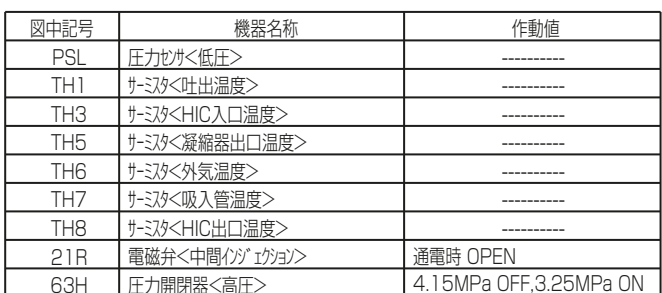 図中記号 機器名称 作動値
PSL 圧力ｾﾝｻ<低圧> ----------
TH1 ｻｰﾐｽﾀ<吐出温度> ----------
TH3 ｻｰﾐｽﾀ<HIC入口温度> ----------
TH5 ｻｰﾐｽﾀ<凝縮器出口温度> ----------
TH6 ｻｰﾐｽﾀ<外気温度> ----------
TH7 ｻｰﾐｽﾀ<吸入管温度> ----------
TH8 ｻｰﾐｽﾀ<HIC出口温度> ----------
21R 電磁弁<中間ｲﾝｼﾞｪｸｼｮﾝ> 通電時 OPEN
63H 圧力開閉器<高圧> 4.15MPa OFF,3.25MPa ON